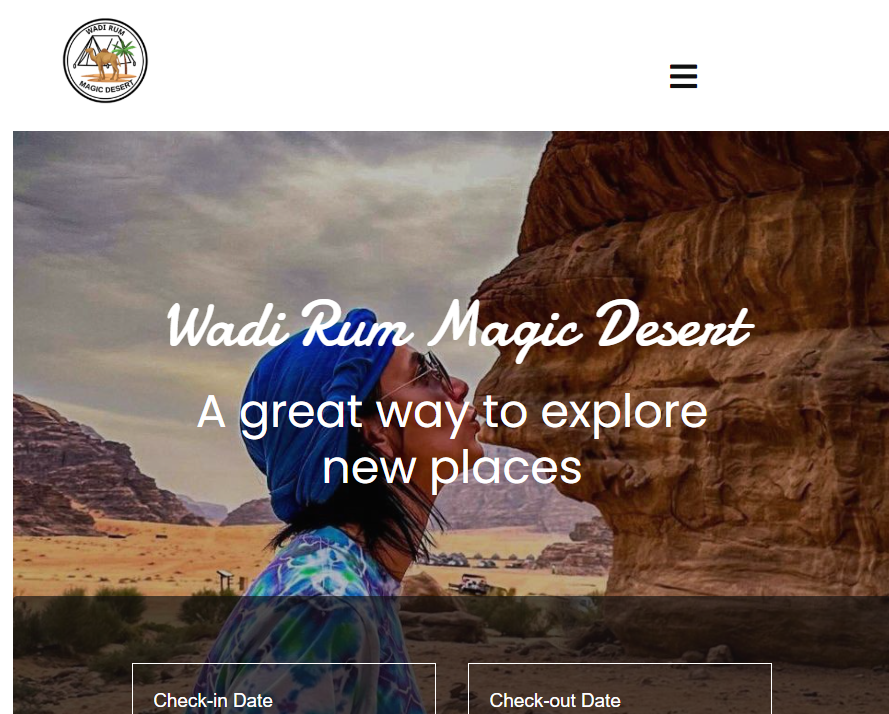 WADI RUM
MAGIC DESERT
Wadi Rum Magic Desert
A great way to explore
new places
Check-in Date
Check-out Date